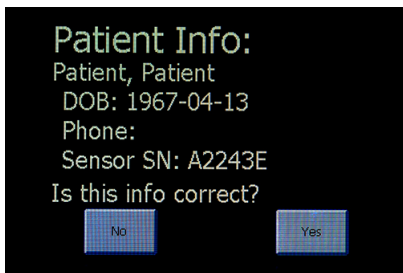 Patient Info:
Patient, Patient
DOB: 1967-04-13
Phone:
Sensor SN: A2243E
Is this info correct?
No
Yes